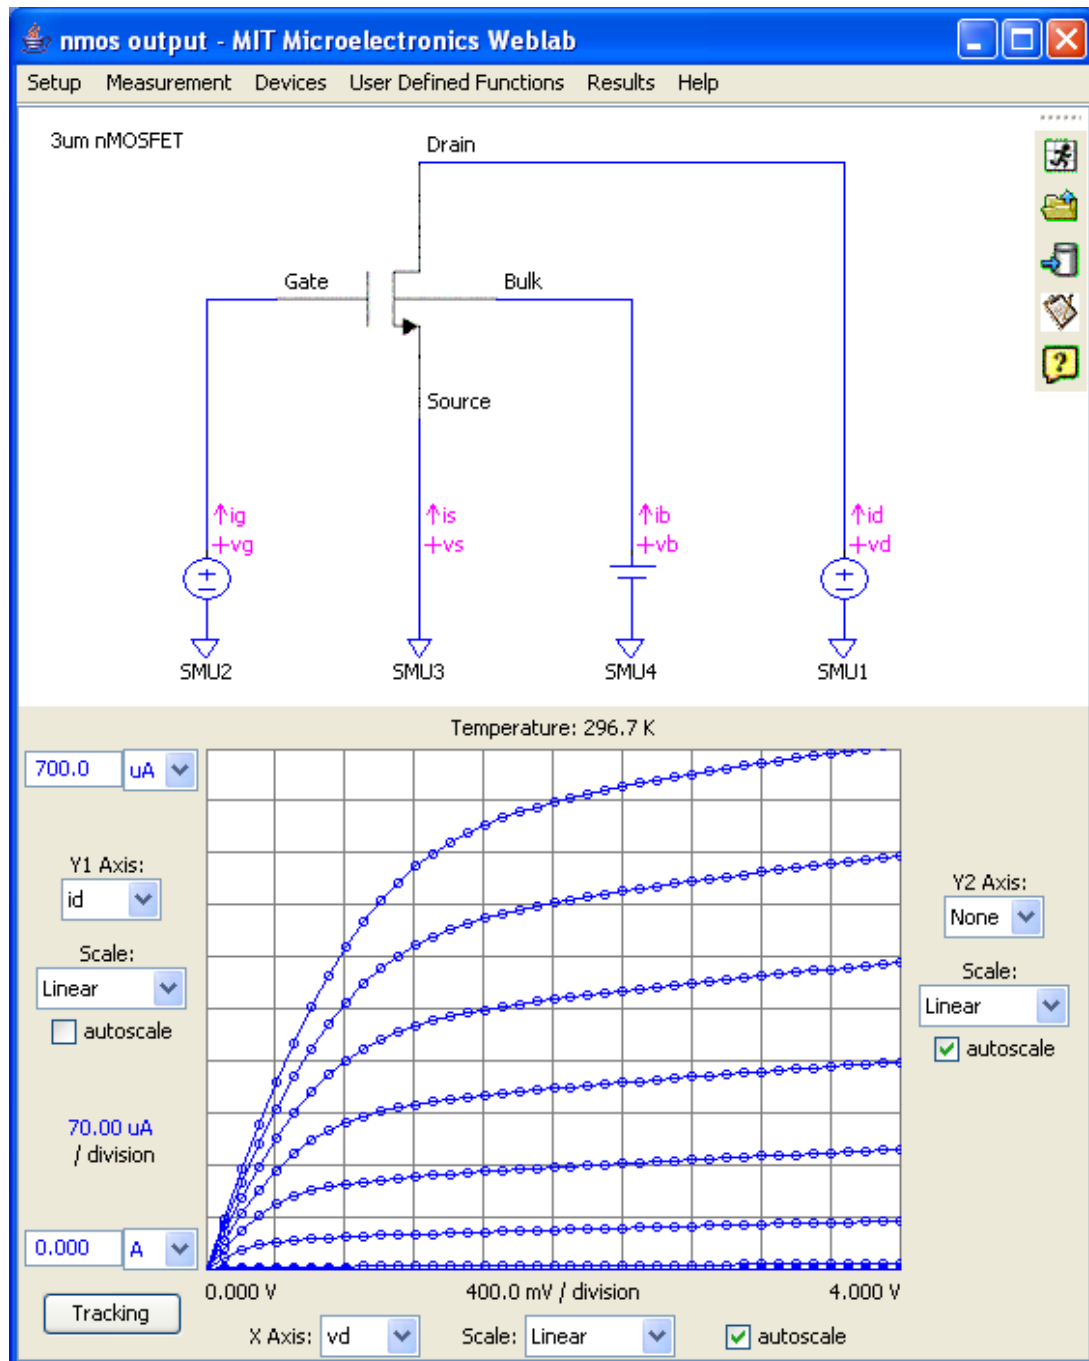 nmos output - MIT Microelectronics Weblab
Setup Measurement Devices User Defined Functions Results Help
3um nMOSFET
Drain
Gate
Bulk
Source
ig
+vg
is
+vs
ib
+vb
id
+vd
SMU2
SMU3
SMU4
SMU1
Temperature: 296.7 K
700.0 uA
Y1 Axis:
id
Scale:
Linear
autoscale
70.00 uA
/ division
0.000 A
Tracking
Y2 Axis:
None
Scale:
Linear
autoscale
0.000 V 400.0 mV / division 4.000 V
X Axis: vd Scale: Linear autoscale